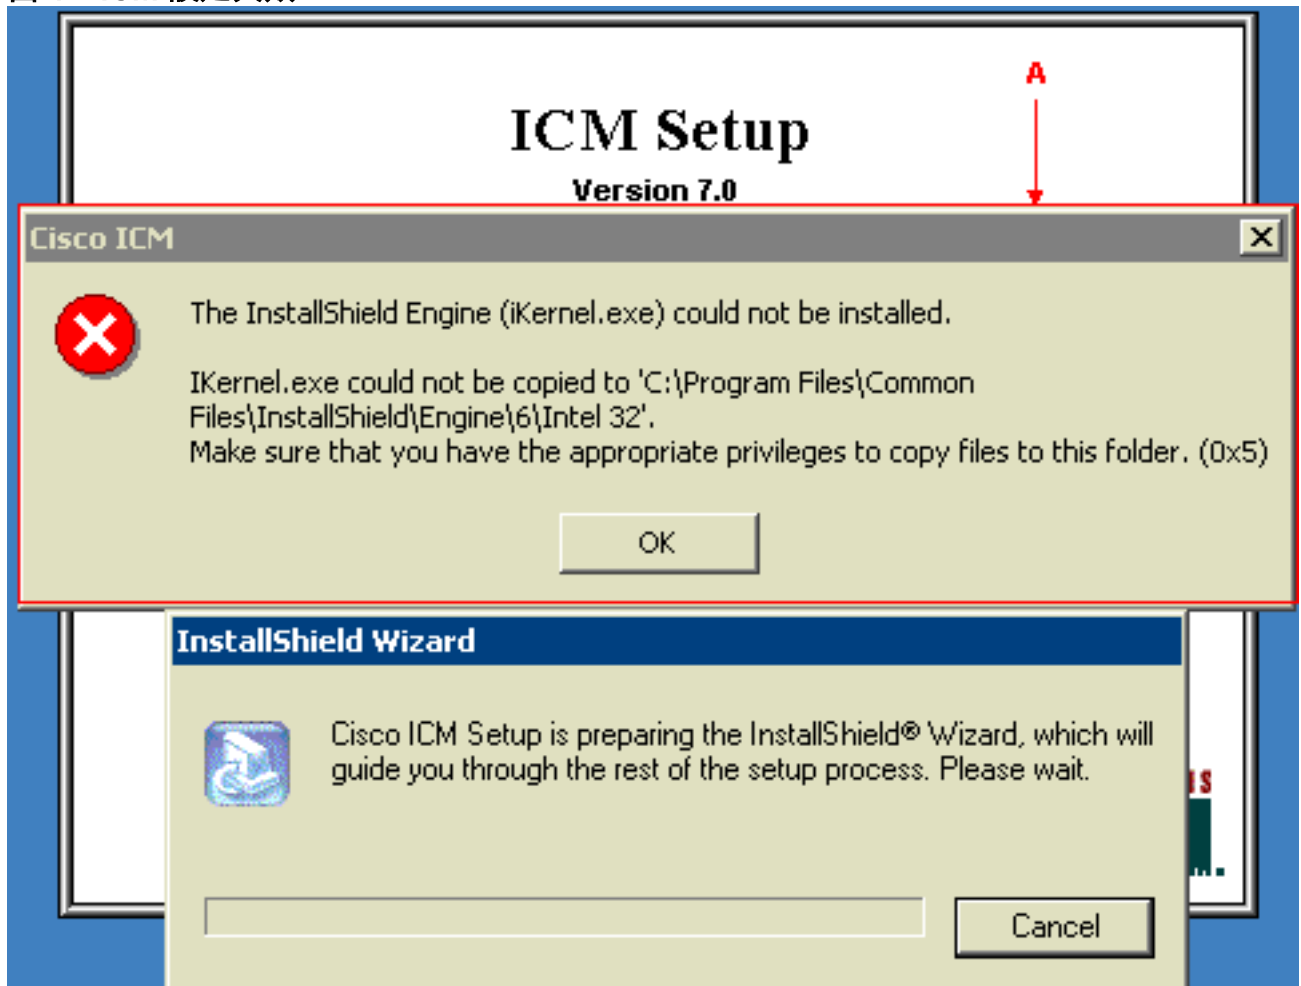 A
ICM Setup
Version 7.0
Cisco ICM
The InstallShield Engine (iKernel.exe) could not be installed.
IKernel.exe could not be copied to 'C:\Program Files\Common
Files\InstallShield\Engine\6\Intel 32'.
Make sure that you have the appropriate privileges to copy files to this folder. (0x5)
OK
InstallShield Wizard
Cisco ICM Setup is preparing the InstallShield® Wizard, which will
guide you through the rest of the setup process. Please wait.
Cancel